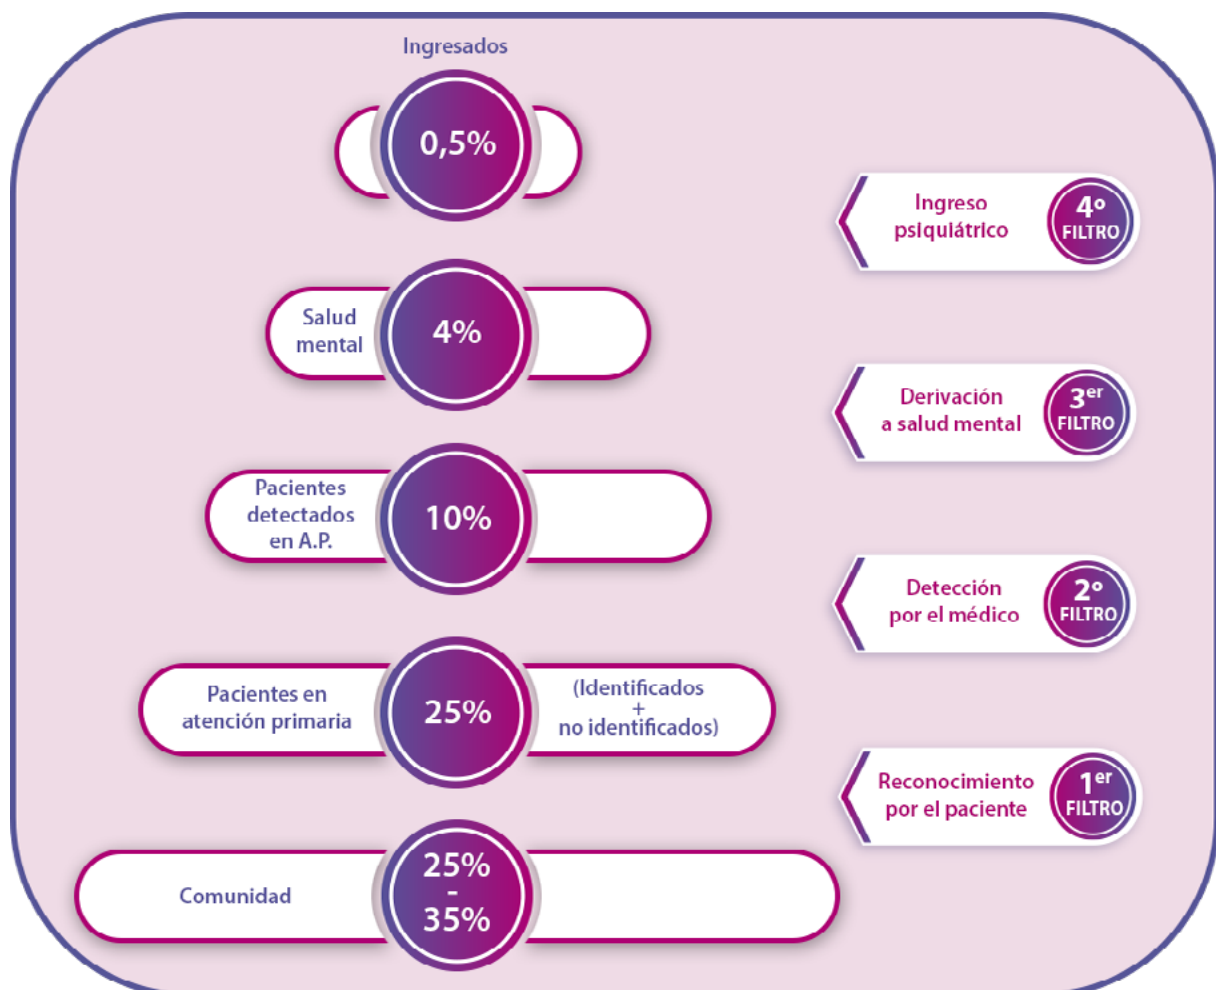 Ingresados
0,5%
Ingreso
psiquiátrico
4º
FILTRO
Salud
mental
4%
Derivación
a salud mental
3er
FILTRO
Pacientes
detectados
en A.P.
10%
Detección
por el médico
2º
FILTRO
Pacientes en
atención primaria
25%
(Identificados
+
no identificados)
Reconocimiento
por el paciente
1er
FILTRO
Comunidad
25%
-
35%